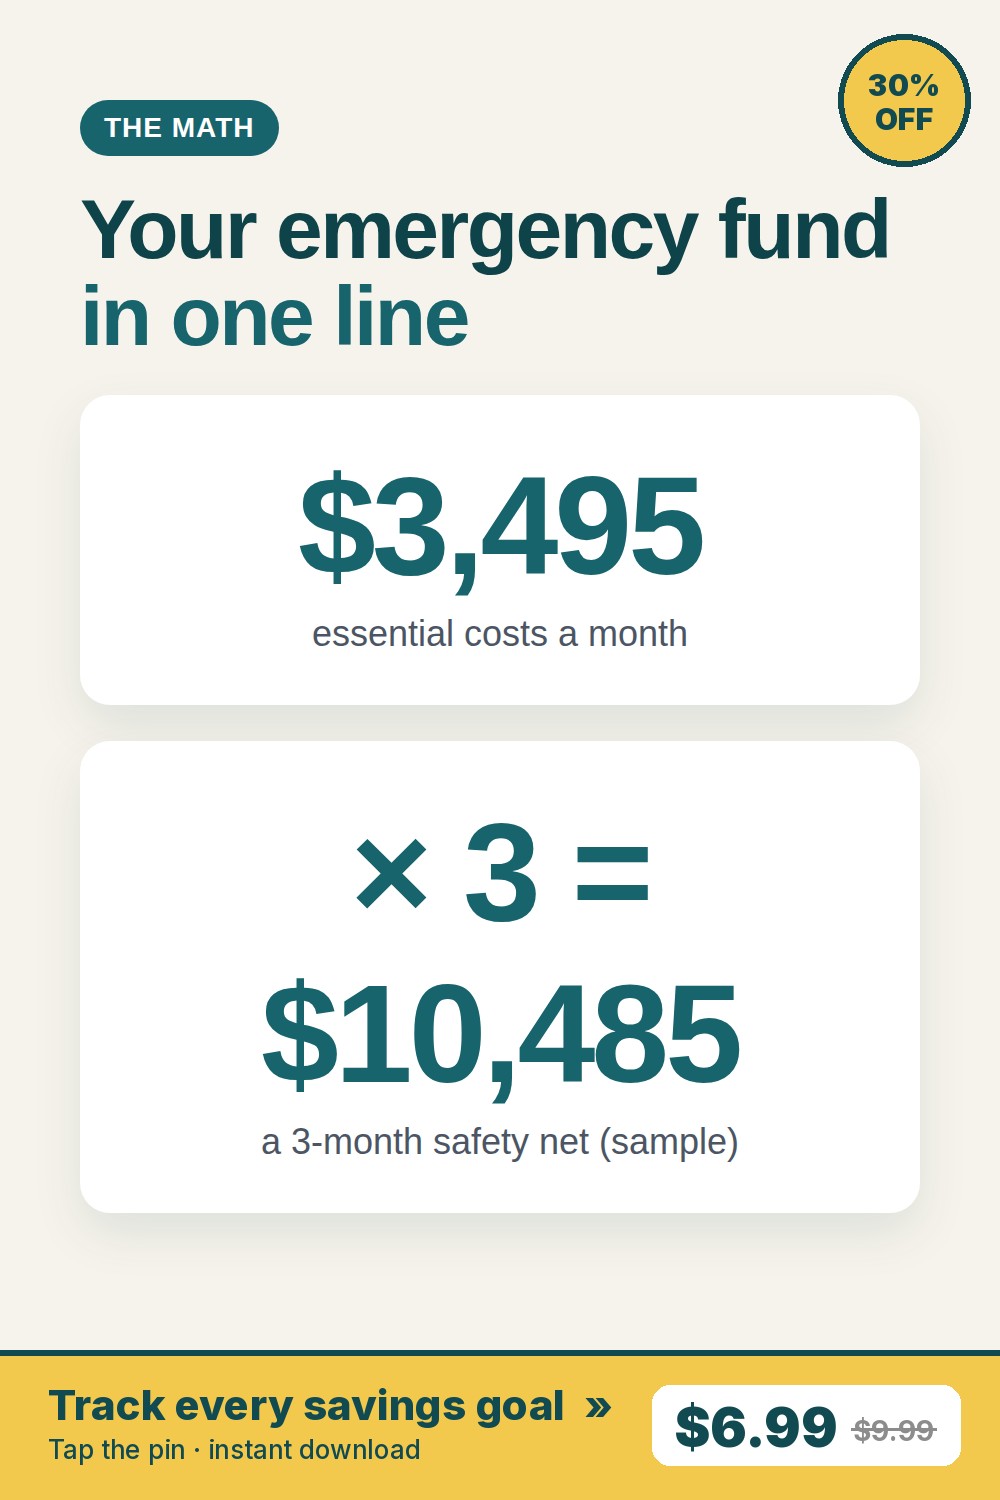 30%
OFF
THE MATH
Your emergency fund
in one line
$3,495
essential costs a month
× 3 =
$10,485
a 3-month safety net (sample)
Track every savings goal »
Tap the pin · instant download
$6.99 $9.99